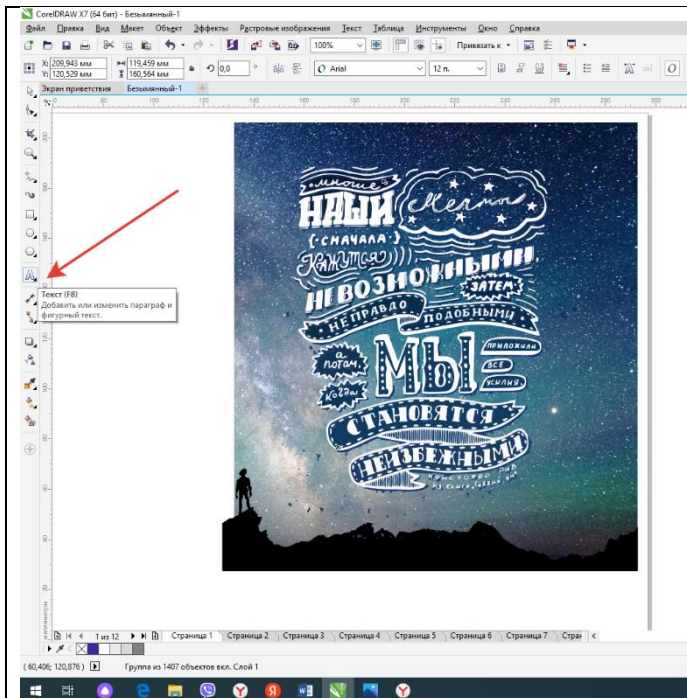 CorelDRAW X7 (64 бит) - Безымянный-1
Файл Правка Вид Макет Объект Эффекты Растровые изображения Текст Таблица Инструменты Окно Справка
100% Привязать к
X: 209,943 мм 119,459 мм 0,0 ° Arial 12 п.
Y: 120,529 мм 160,564 мм
Экран приветствия Безымянный-1
многие
НАШИ Мечты
{·СНАЧАЛА·}
Кажутся
НЕВОЗМОЖНЫМИ,
ЗАТЕМ
НЕПРАВДО ПОДОБНЫМИ
а потом,
когда
МЫ
ПРИЛОЖИЛИ
ВСЕ
УСИЛИЯ,
СТАНОВЯТСЯ
НЕИЗБЕЖНЫМИ
Текст (F8)
Добавить или изменить параграф и
фигурный текст.
1 из 12 Страница 1 Страница 2 Страница 3 Страница 4 Страница 5 Страница 6 Страница 7 Стран
( 60,406; 120,876 ) Группа из 1407 объектов вкл. Слой 1